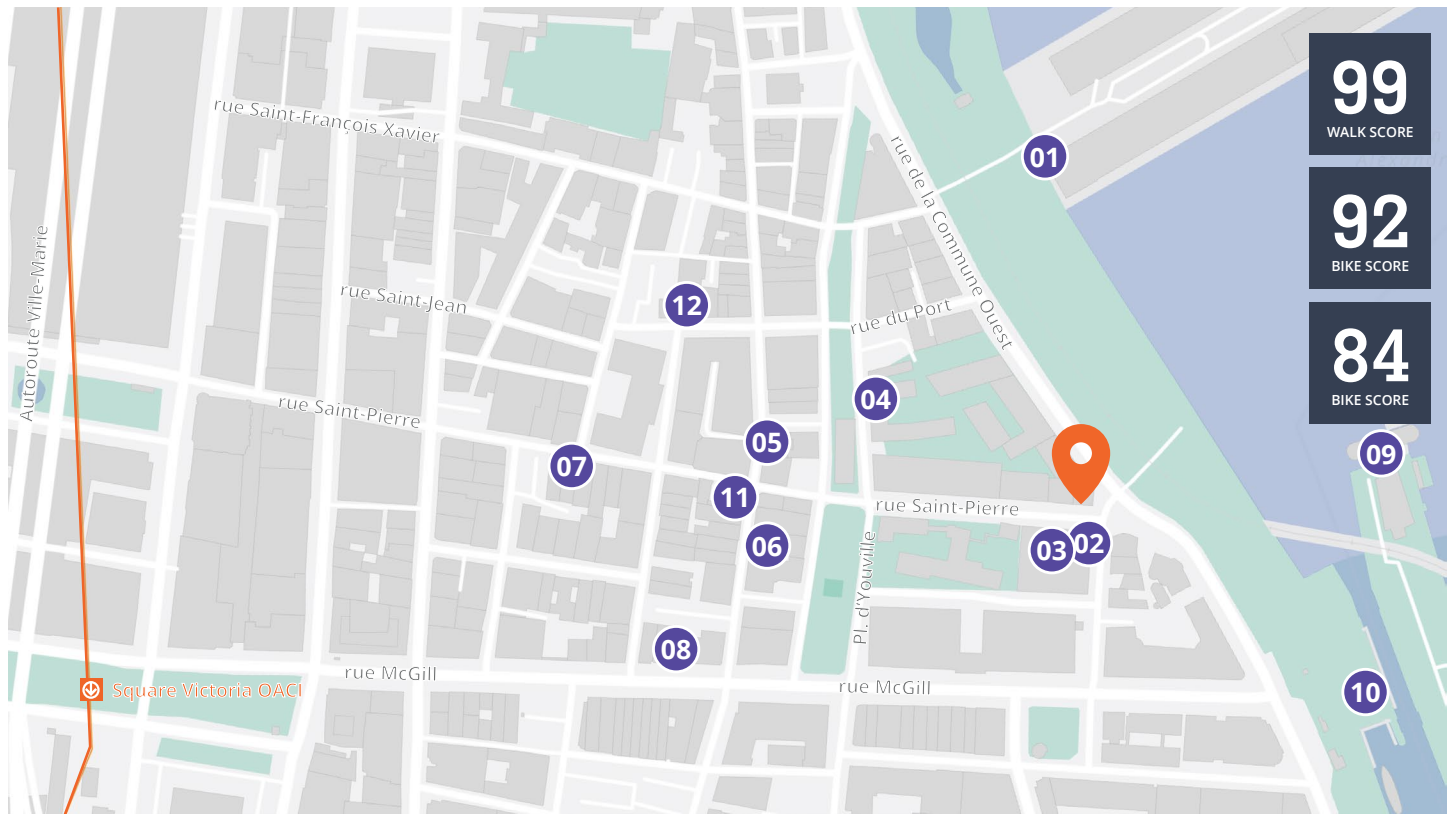 99
WALK SCORE
92
BIKE SCORE
84
BIKE SCORE
rue Saint-François Xavier
rue de la Commune Ouest
01
Autoroute Ville-Marie
rue Saint-Jean
12
rue du Port
rue Saint-Pierre
04
05
07
09
11
rue Saint-Pierre
06
03
02
Pl. d'Youville
08
rue McGill
rue McGill
Square Victoria OACI
10